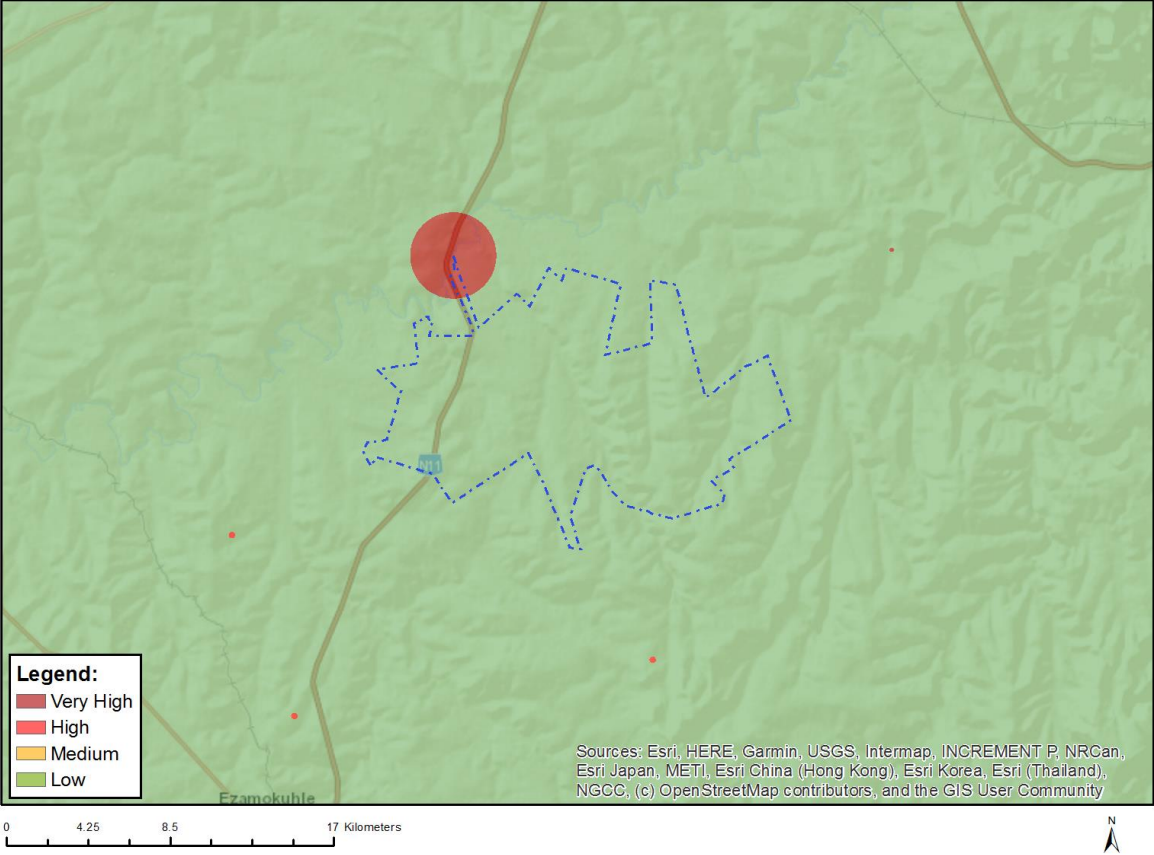 N11
Legend:
Very High
High
Medium
Low
Ezamokuhle
Sources: Esri, HERE, Garmin, USGS, Intermap, INCREMENT P, NRCan,
Esri Japan, METI, Esri China (Hong Kong), Esri Korea, Esri (Thailand),
NGCC, (c) OpenStreetMap contributors, and the GIS User Community
0 4.25 8.5 17 Kilometers
N